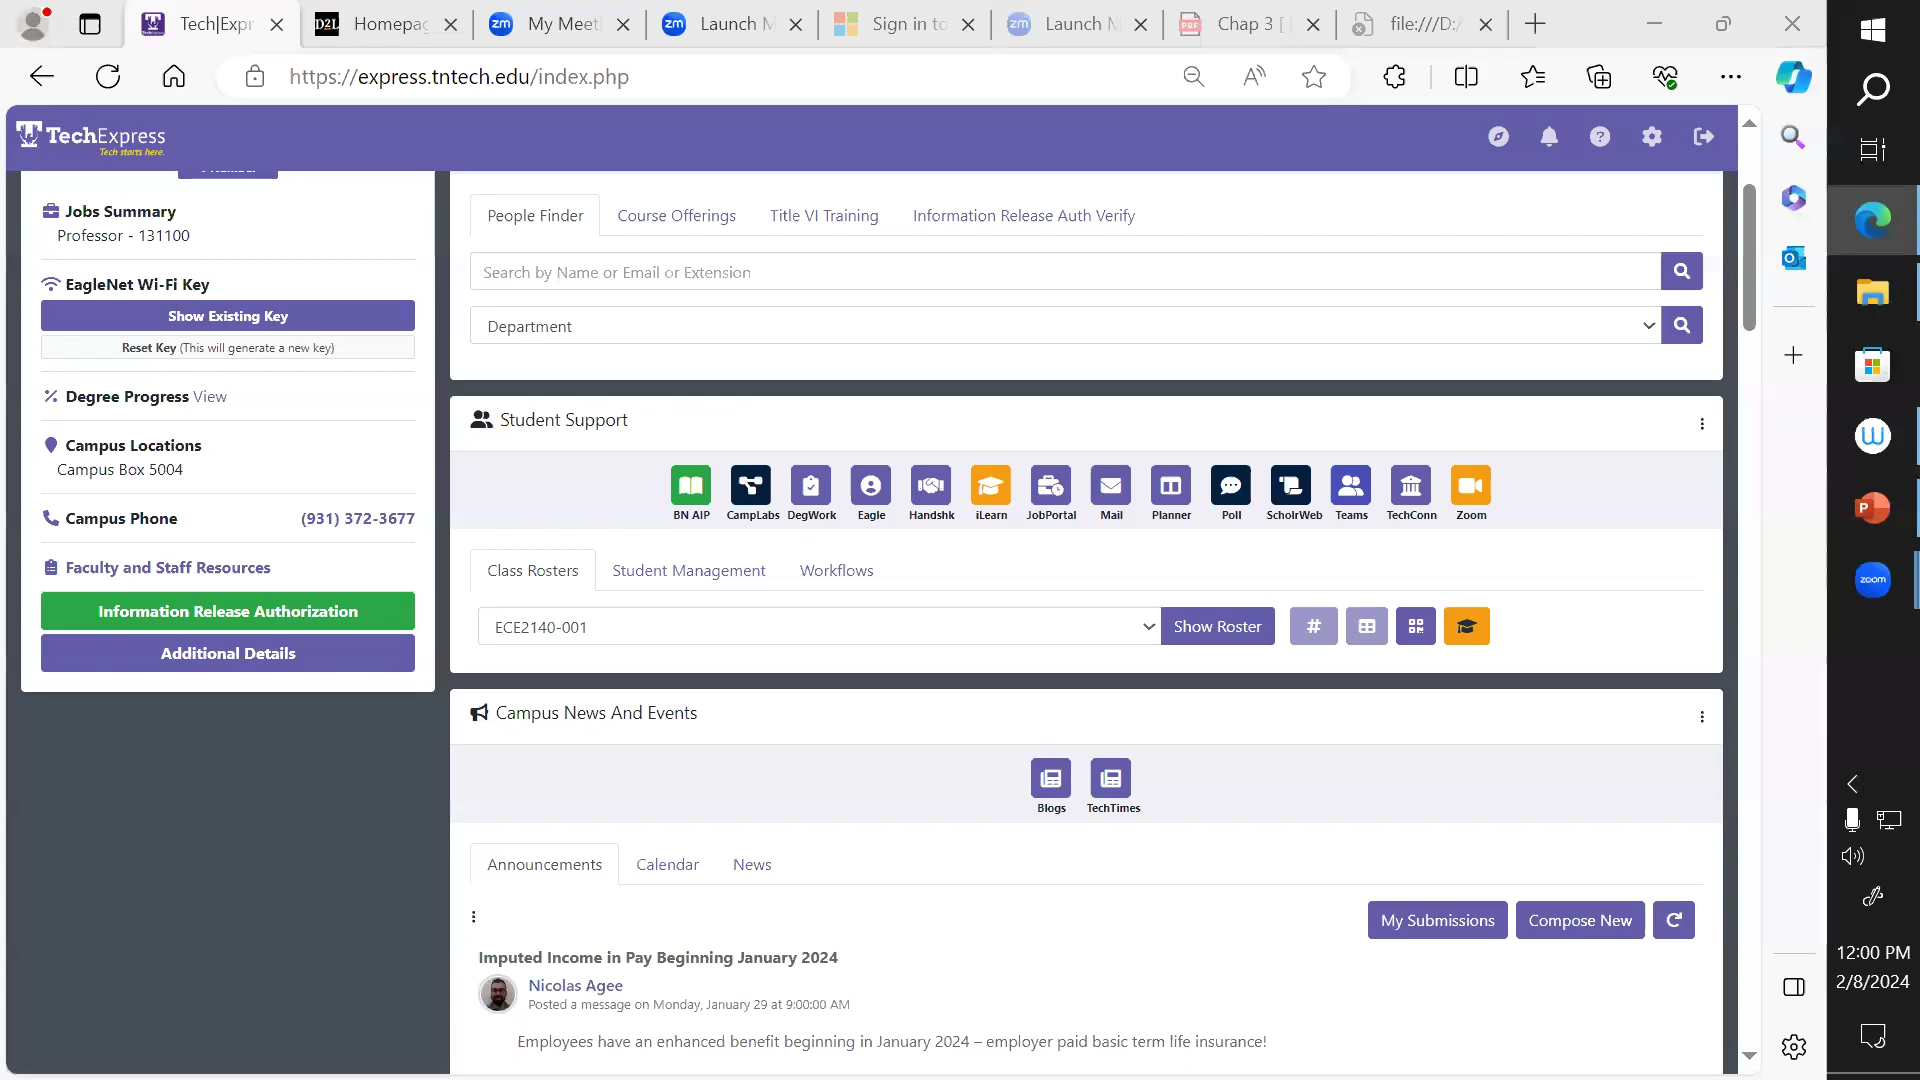 Tech|Expr
D2L
Homepag
zm
My Meet
zm
Launch M
Sign in to
zm
Launch M
PDF
Chap 3 [
file:///D:/
https://express.tntech.edu/index.php
TechExpress
Tech starts here.
Jobs Summary
Professor - 131100
EagleNet Wi-Fi Key
Show Existing Key
Reset Key (This will generate a new key)
Degree Progress View
Campus Locations
Campus Box 5004
Campus Phone (931) 372-3677
Faculty and Staff Resources
Information Release Authorization
Additional Details
People Finder
Course Offerings
Title VI Training
Information Release Auth Verify
Search by Name or Email or Extension
Department
Student Support
BN AIP
CampLabs
DegWork
Eagle
Handshk
iLearn
JobPortal
Mail
Planner
Poll
ScholrWeb
Teams
TechConn
Zoom
Class Rosters
Student Management
Workflows
ECE2140-001
Show Roster
#
Campus News And Events
Blogs
TechTimes
Announcements
Calendar
News
My Submissions
Compose New
Imputed Income in Pay Beginning January 2024
Nicolas Agee
Posted a message on Monday, January 29 at 9:00:00 AM
Employees have an enhanced benefit beginning in January 2024 – employer paid basic term life insurance!
zoom
12:00 PM
2/8/2024